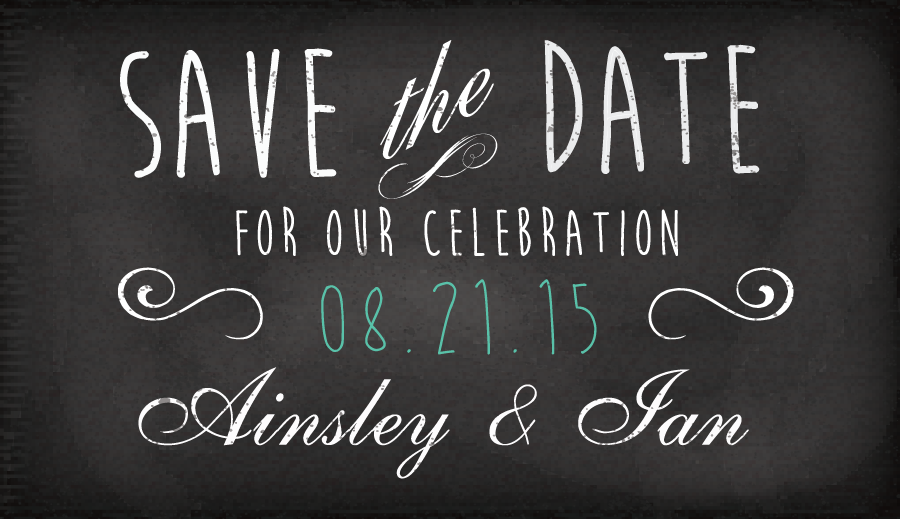 SAVE the DATE
FOR OUR CELEBRATION
08.21.15
Ainsley & Ian